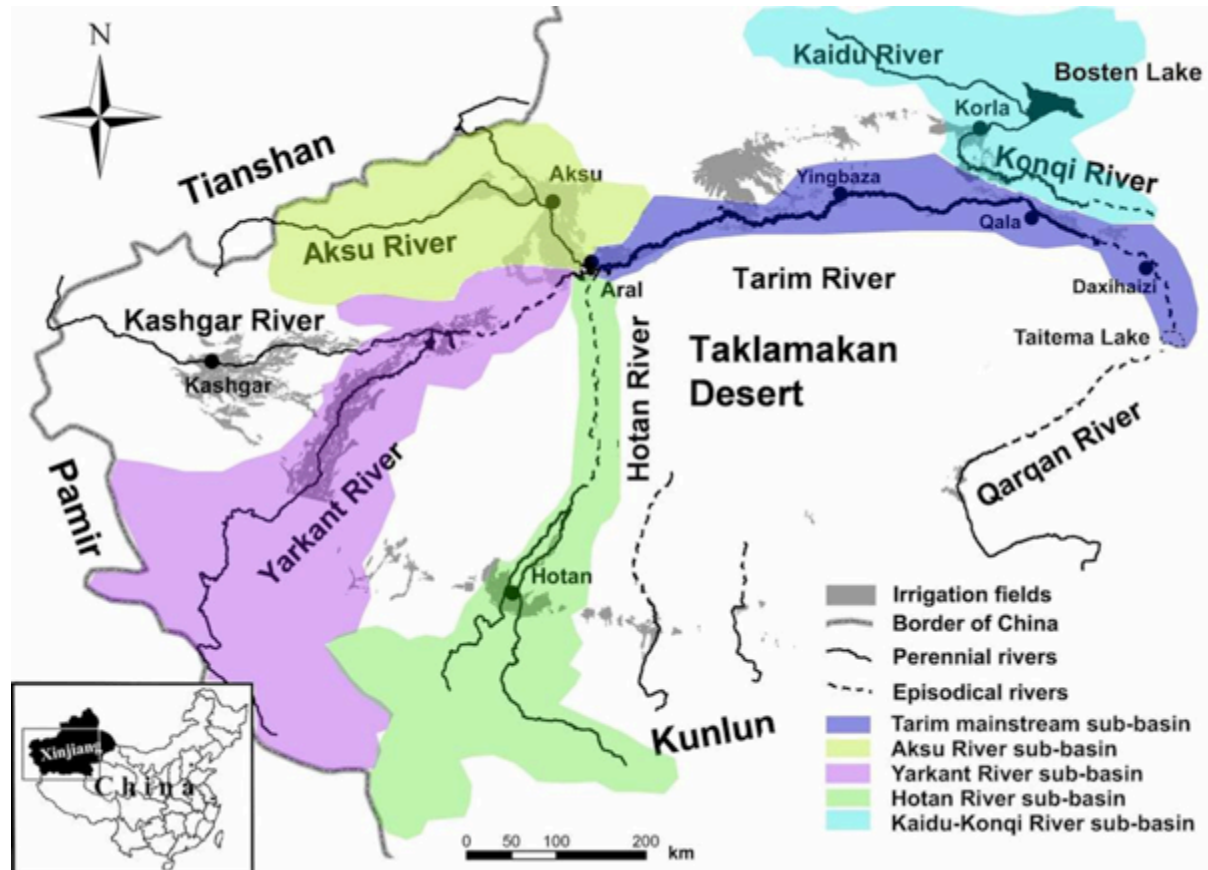 N
Kaidu River
Bosten Lake
Korla
Tianshan
Konqi River
Aksu
Yingbaza
Aksu River
Qala
Aral
Tarim River
Daxihaizi
Kashgar River
Taitema Lake
Kashgar
Hotan River
Taklamakan
Desert
Qarqan River
Pamir
Yarkant River
Hotan
Kunlun
Irrigation fields
Border of China
Perennial rivers
Episodical rivers
Tarim mainstream sub-basin
Aksu River sub-basin
Yarkant River sub-basin
Hotan River sub-basin
Kaidu-Konqi River sub-basin
Xinjiang
China
0 50 100 200
km